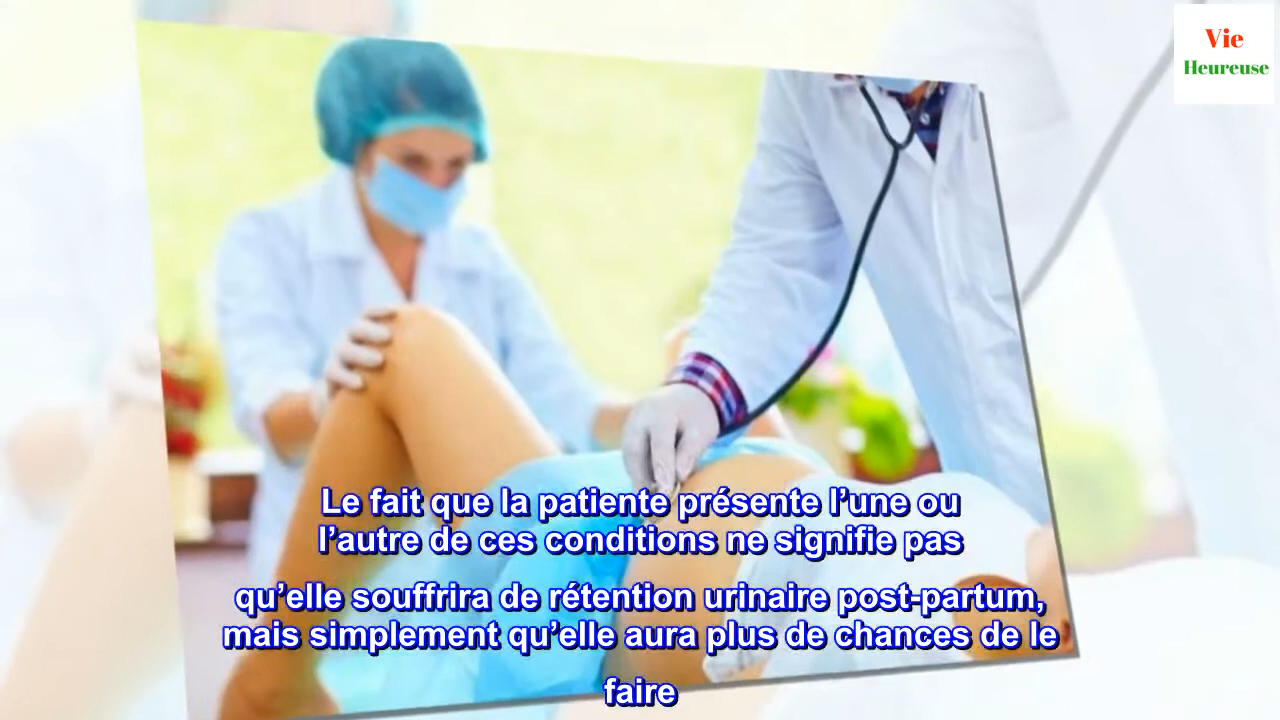 Vie
Heureuse
Le fait que la patiente présente l’une ou
l’autre de ces conditions ne signifie pas
qu’elle souffrira de rétention urinaire post-partum,
mais simplement qu’elle aura plus de chances de le
faire